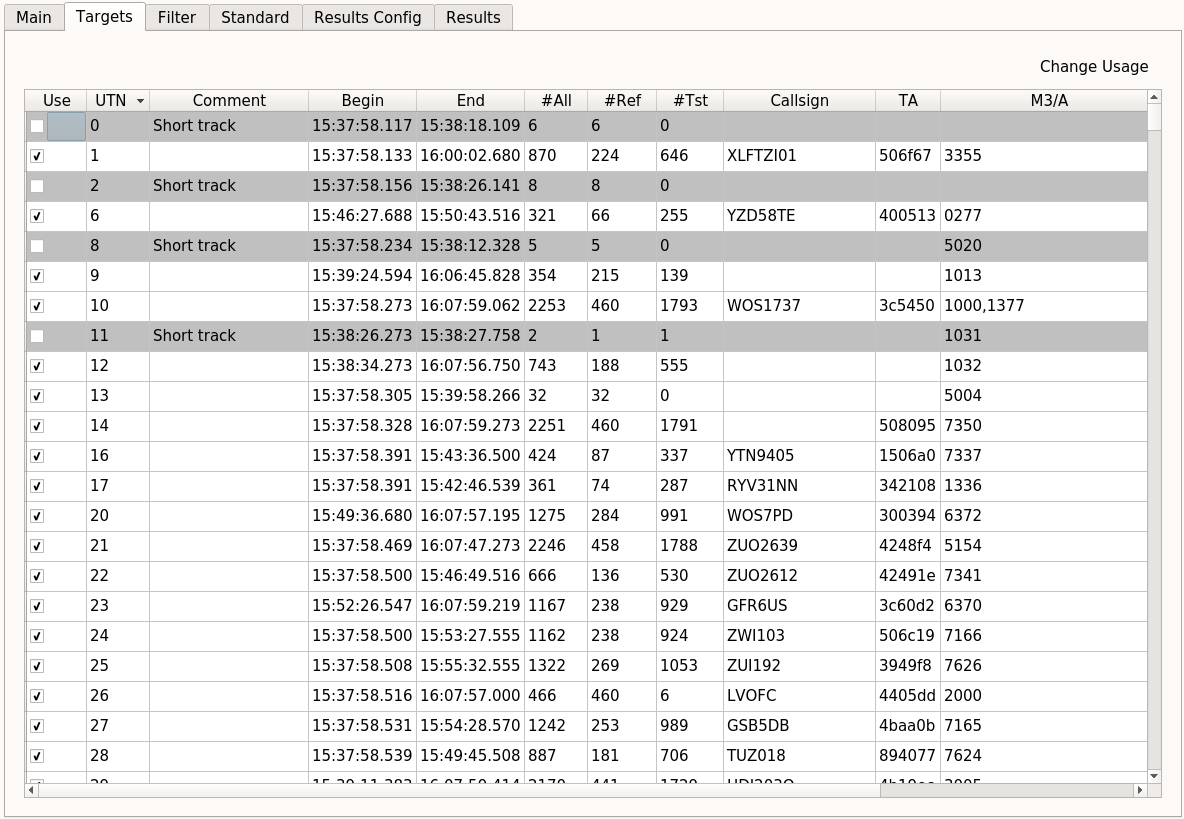 Main Targets Filter Standard Results Config Results
Change Usage
Use UTN Comment Begin End #All #Ref #Tst Callsign TA M3/A
0 Short track 15:37:58.117 15:38:18.109 6 6 0
1 15:37:58.133 16:00:02.680 870 224 646 XLFTZI01 506f67 3355
2 Short track 15:37:58.156 15:38:26.141 8 8 0
6 15:46:27.688 15:50:43.516 321 66 255 YZD58TE 400513 0277
8 Short track 15:37:58.234 15:38:12.328 5 5 0 5020
9 15:39:24.594 16:06:45.828 354 215 139 1013
10 15:37:58.273 16:07:59.062 2253 460 1793 WOS1737 3c5450 1000,1377
11 Short track 15:38:26.273 15:38:27.758 2 1 1 1031
12 15:38:34.273 16:07:56.750 743 188 555 1032
13 15:37:58.305 15:39:58.266 32 32 0 5004
14 15:37:58.328 16:07:59.273 2251 460 1791 508095 7350
16 15:37:58.391 15:43:36.500 424 87 337 YTN9405 1506a0 7337
17 15:37:58.391 15:42:46.539 361 74 287 RYV31NN 342108 1336
20 15:49:36.680 16:07:57.195 1275 284 991 WOS7PD 300394 6372
21 15:37:58.469 16:07:47.273 2246 458 1788 ZUO2639 4248f4 5154
22 15:37:58.500 15:46:49.516 666 136 530 ZUO2612 42491e 7341
23 15:52:26.547 16:07:59.219 1167 238 929 GFR6US 3c60d2 6370
24 15:37:58.500 15:53:27.555 1162 238 924 ZWI103 506c19 7166
25 15:37:58.508 15:55:32.555 1322 269 1053 ZUI192 3949f8 7626
26 15:37:58.516 16:07:57.000 466 460 6 LVOFC 4405dd 2000
27 15:37:58.531 15:54:28.570 1242 253 989 GSB5DB 4baa0b 7165
28 15:37:58.539 15:49:45.508 887 181 706 TUZ018 894077 7624